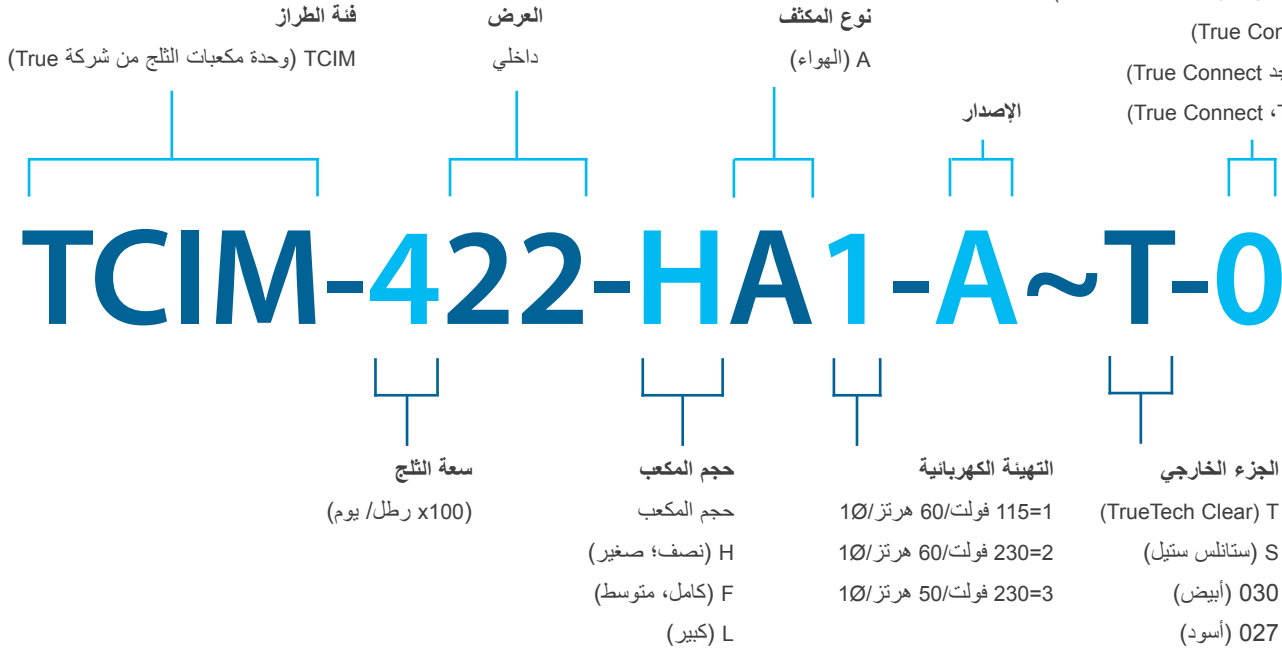 فئة الطراز
TCIM (وحدة مكعبات الثلج من شركة True)
العرض
داخلي
نوع المكثف
A (الهواء)
الإصدار
True Connect)
True Connect)
TCIM-422-HA1-A~T-0
الجزء الخارجي
T (TrueTech Clear)
S (ستانلس ستيل)
030 (أبيض)
027 (أسود)
التهيئة الكهربائية
1=115 فولت/60 هرتز/1Ø
2=230 فولت/60 هرتز/1Ø
3=230 فولت/50 هرتز/1Ø
حجم المكعب
حجم المكعب
H (نصف؛ صغير)
F (كامل، متوسط)
L (كبير)
سعة الثلج
(x100 رطل/ يوم)